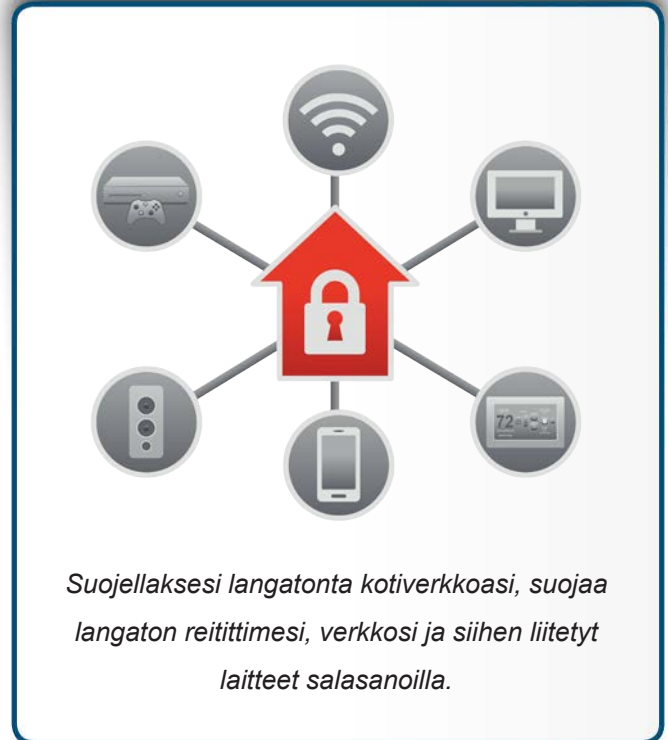 72
Suojellaksesi langatonta kotiverkkoasi, suojaa
langaton reitittimesi, verkkosi ja siihen liitetyt
laitteet salasanoilla.